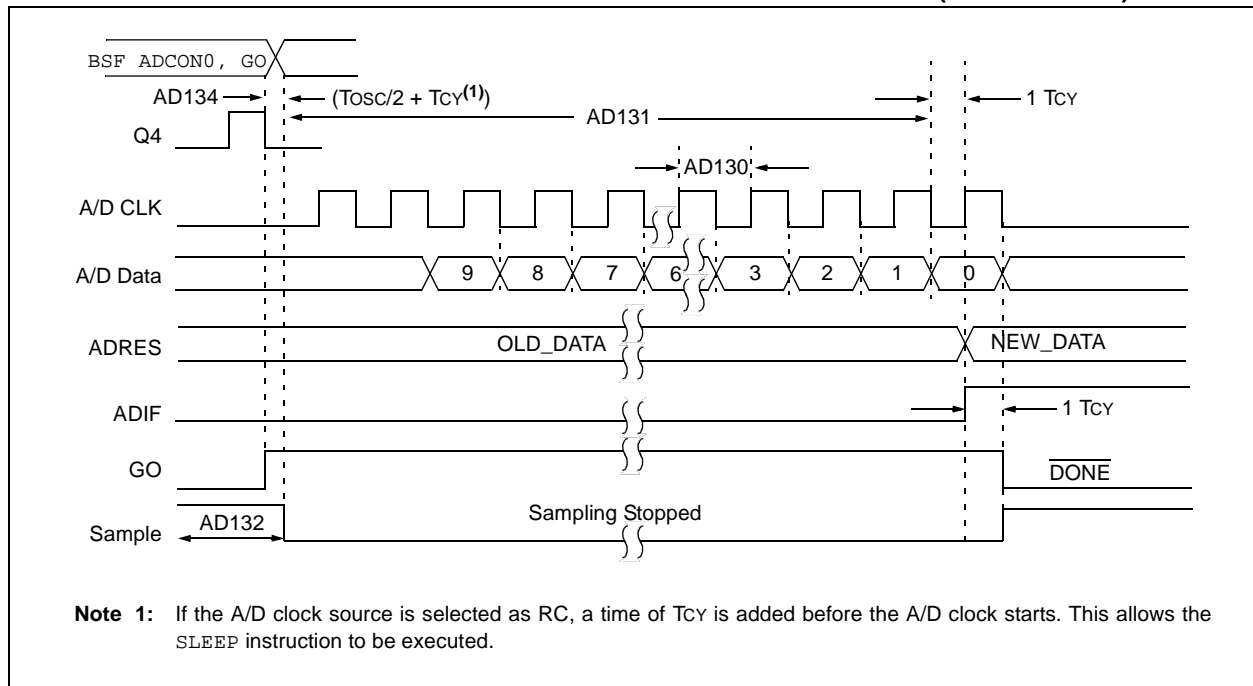 BSF ADCON0, GO
AD134
(TOSC/2 + TCY(1))
1 TCY
AD131
Q4
AD130
A/D CLK
A/D Data
9 8 7 6 3 2 1 0
ADRES
OLD_DATA
NEW_DATA
ADIF
1 TCY
GO
DONE
Sample
AD132
Sampling Stopped
Note 1: If the A/D clock source is selected as RC, a time of TCY is added before the A/D clock starts. This allows the
SLEEP instruction to be executed.